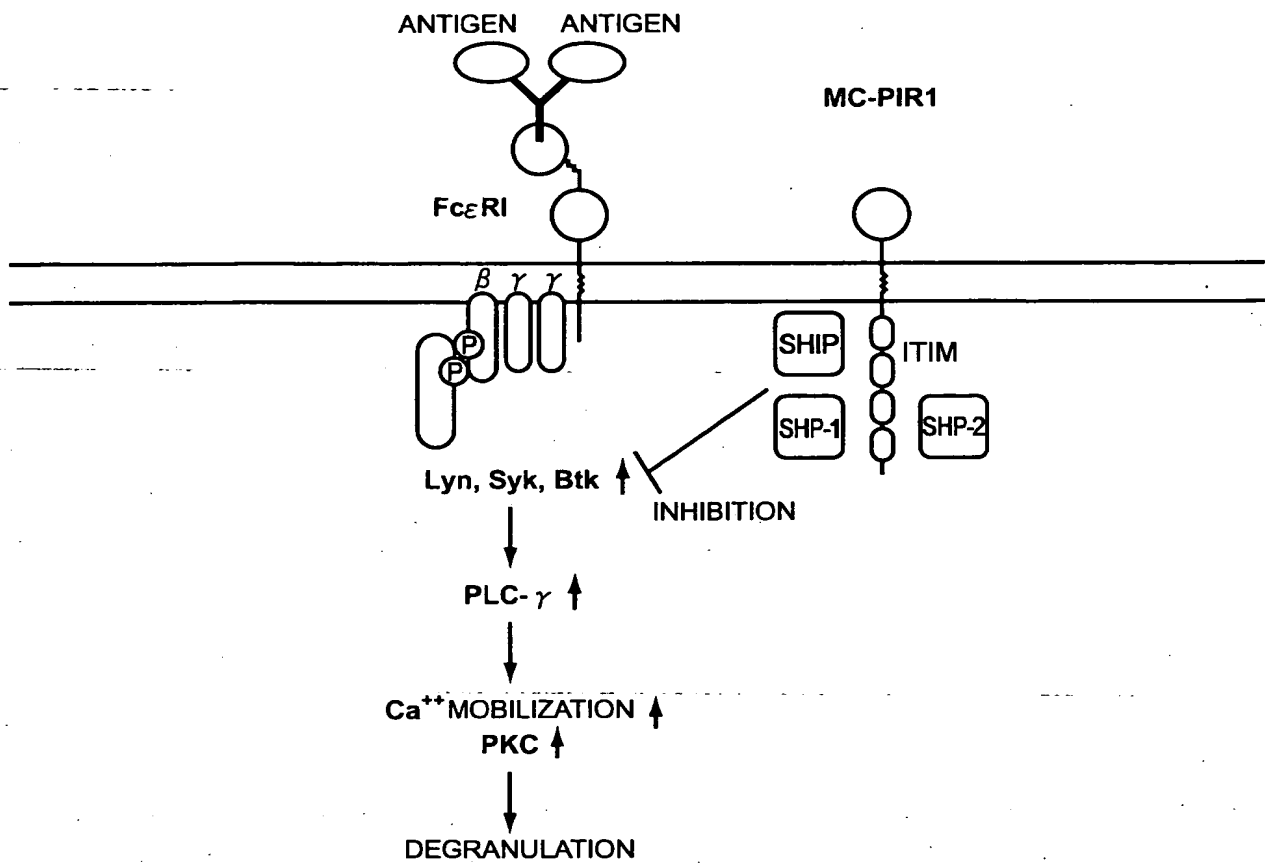 ANTIGEN ANTIGEN
MC-PIR1
FcεRI
β γ γ
P
P
SHIP
ITIM
SHP-1
SHP-2
Lyn, Syk, Btk ↑
INHIBITION
PLC-γ ↑
Ca++ MOBILIZATION ↑
PKC ↑
DEGRANULATION